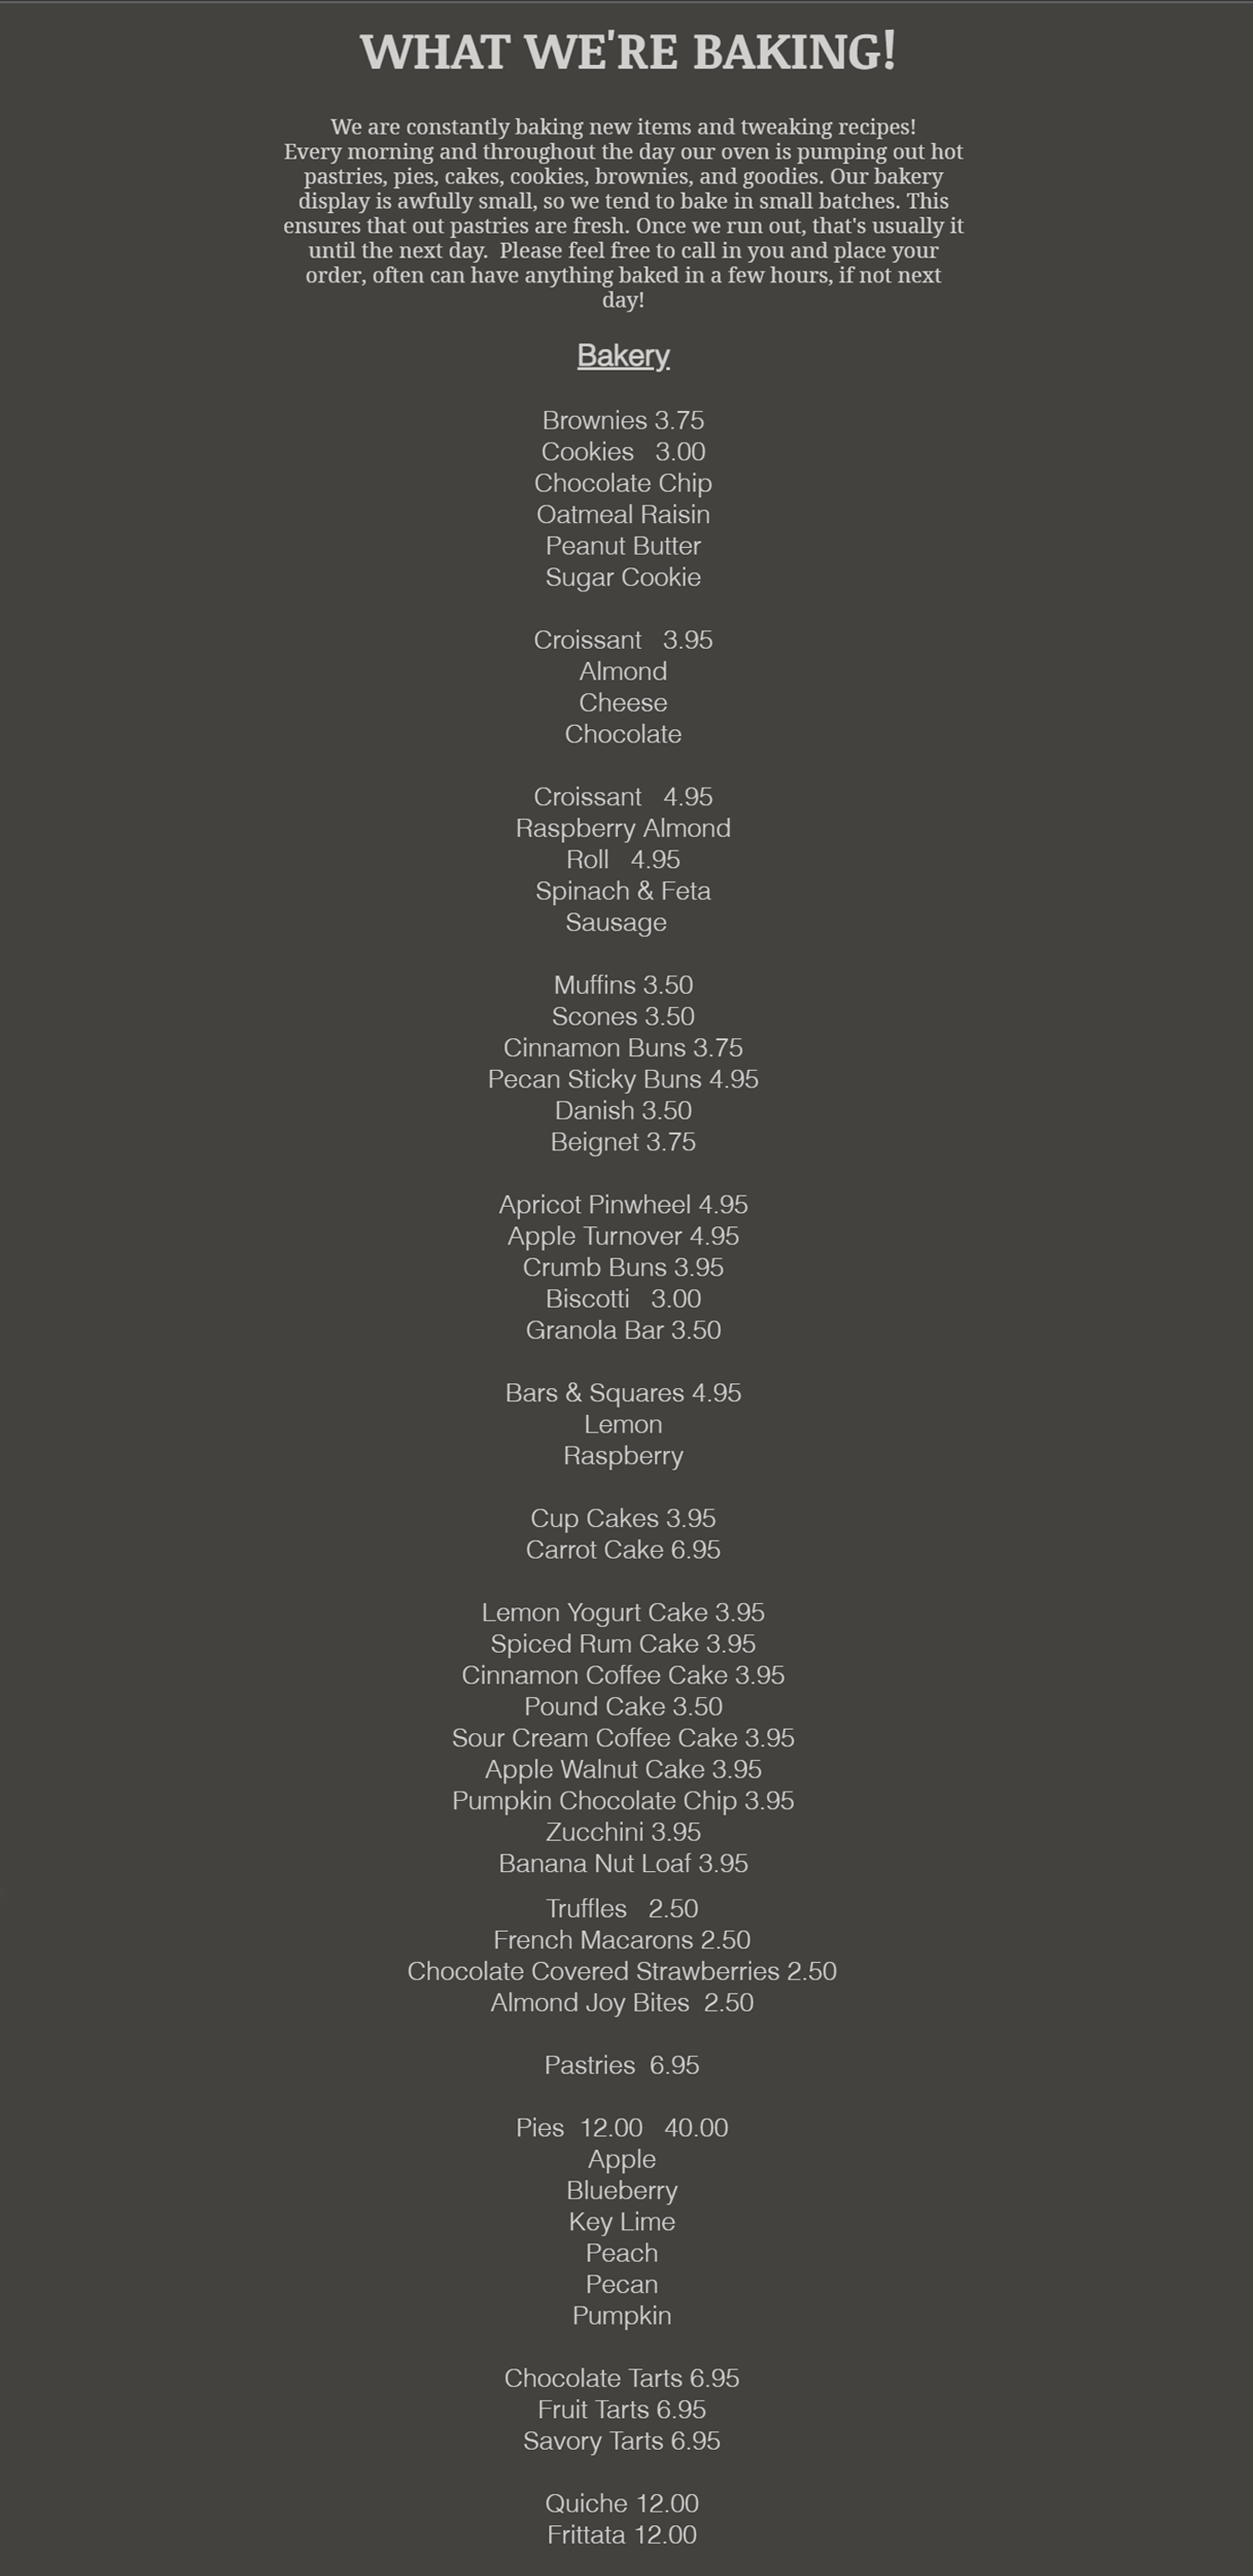 WHAT WE'RE BAKING!
We are constantly baking new items and tweaking recipes!
Every morning and throughout the day our oven is pumping out hot
pastries, pies, cakes, cookies, brownies, and goodies. Our bakery
display is awfully small, so we tend to bake in small batches. This
ensures that out pastries are fresh. Once we run out, that's usually it
until the next day.  Please feel free to call in you and place your
order, often can have anything baked in a few hours, if not next
day!
Bakery
Brownies 3.75
Cookies   3.00
Chocolate Chip
Oatmeal Raisin
Peanut Butter
Sugar Cookie
Croissant   3.95
Almond
Cheese
Chocolate
Croissant   4.95
Raspberry Almond
Roll   4.95
Spinach & Feta
Sausage
Muffins 3.50
Scones 3.50
Cinnamon Buns 3.75
Pecan Sticky Buns 4.95
Danish 3.50
Beignet 3.75
Apricot Pinwheel 4.95
Apple Turnover 4.95
Crumb Buns 3.95
Biscotti   3.00
Granola Bar 3.50
Bars & Squares 4.95
Lemon
Raspberry
Cup Cakes 3.95
Carrot Cake 6.95
Lemon Yogurt Cake 3.95
Spiced Rum Cake 3.95
Cinnamon Coffee Cake 3.95
Pound Cake 3.50
Sour Cream Coffee Cake 3.95
Apple Walnut Cake 3.95
Pumpkin Chocolate Chip 3.95
Zucchini 3.95
Banana Nut Loaf 3.95
Truffles   2.50
French Macarons 2.50
Chocolate Covered Strawberries 2.50
Almond Joy Bites  2.50
Pastries  6.95
Pies  12.00   40.00
Apple
Blueberry
Key Lime
Peach
Pecan
Pumpkin
Chocolate Tarts 6.95
Fruit Tarts 6.95
Savory Tarts 6.95
Quiche 12.00
Frittata 12.00